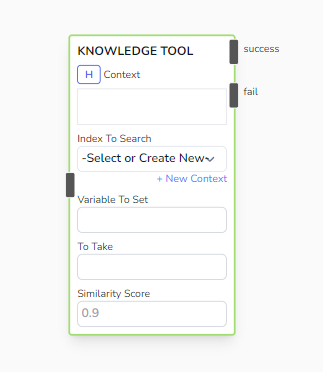 KNOWLEDGE TOOL
success
H Context
fail
Index To Search
-Select or Create New-
+ New Context
Variable To Set
To Take
Similarity Score
0.9